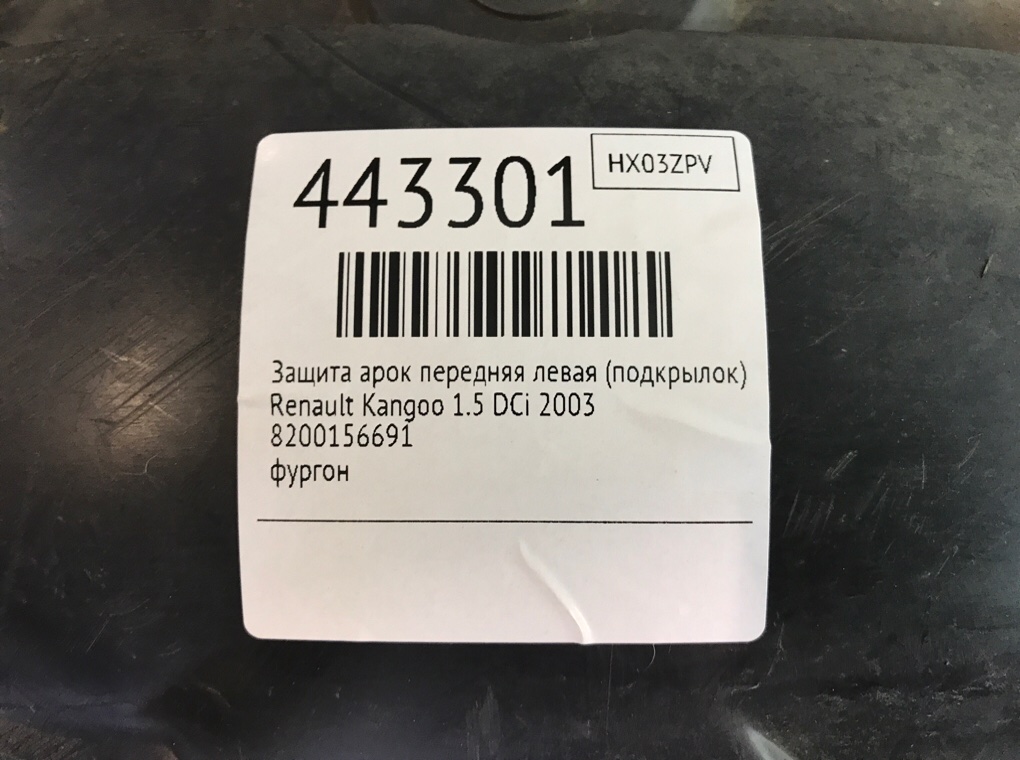 443301
HX03ZPV
Защита арок передняя левая (подкрылок)
Renault Kangoo 1.5 DCi 2003
8200156691
фургон